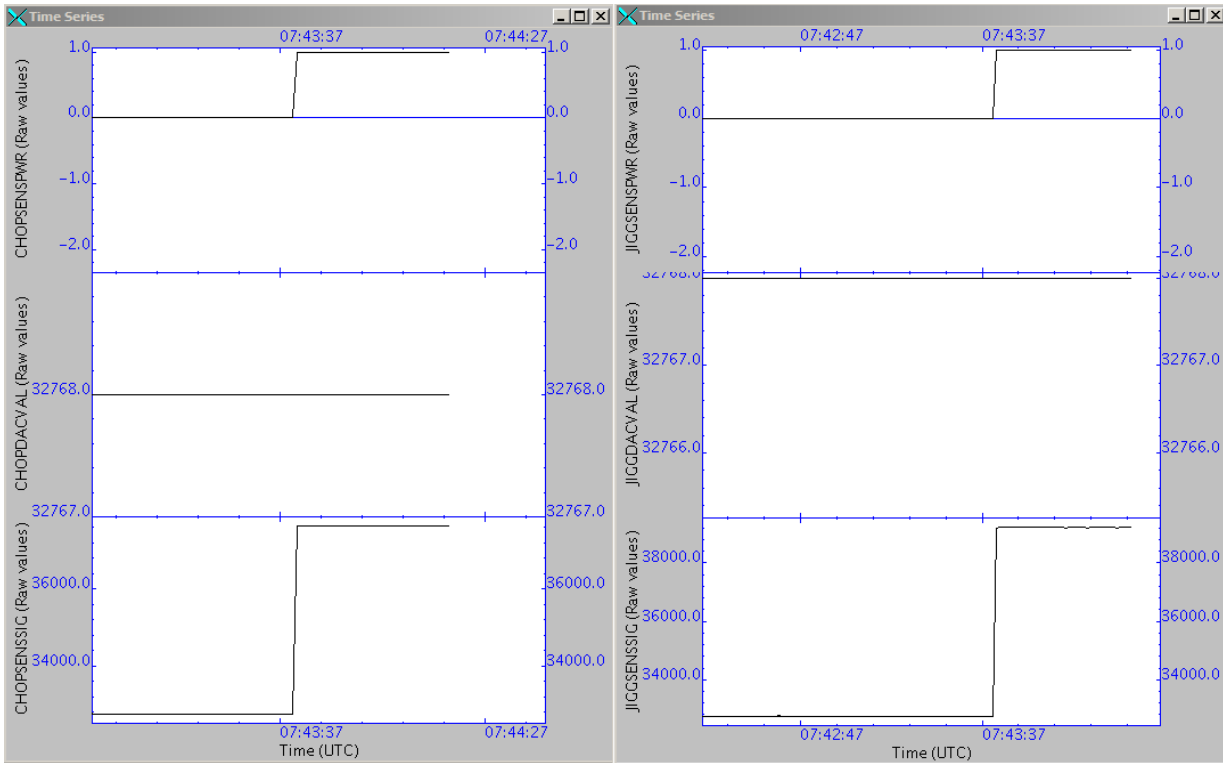 Time Series
07:43:37 07:44:27
CHOPSENSPWR (Raw values)
1.0 1.0
0.0 0.0
−1.0 −1.0
−2.0 −2.0
CHOPDACVAL (Raw values)
32768.0 32768.0
32767.0 32767.0
CHOPSENSSIG (Raw values)
36000.0 36000.0
34000.0 34000.0
07:43:37 07:44:27
Time (UTC)
Time Series
07:42:47 07:43:37
JIGGSENSPWR (Raw values)
1.0 1.0
0.0 0.0
−1.0 −1.0
−2.0 −2.0
JIGGDACVAL (Raw values)
32768.0 32768.0
32767.0 32767.0
32766.0 32766.0
JIGGSENSSIG (Raw values)
38000.0 38000.0
36000.0 36000.0
34000.0 34000.0
07:42:47 07:43:37
Time (UTC)